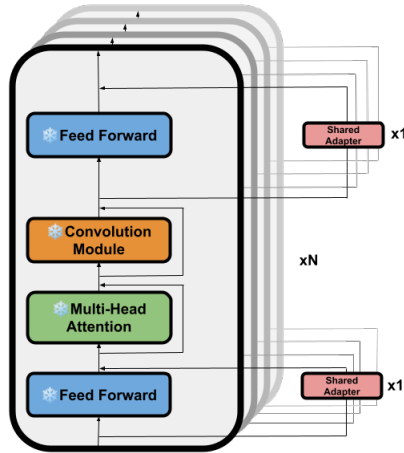 Feed Forward
Shared
Adapter
x1
Convolution
Module
xN
Multi-Head
Attention
Feed Forward
Shared
Adapter
x1